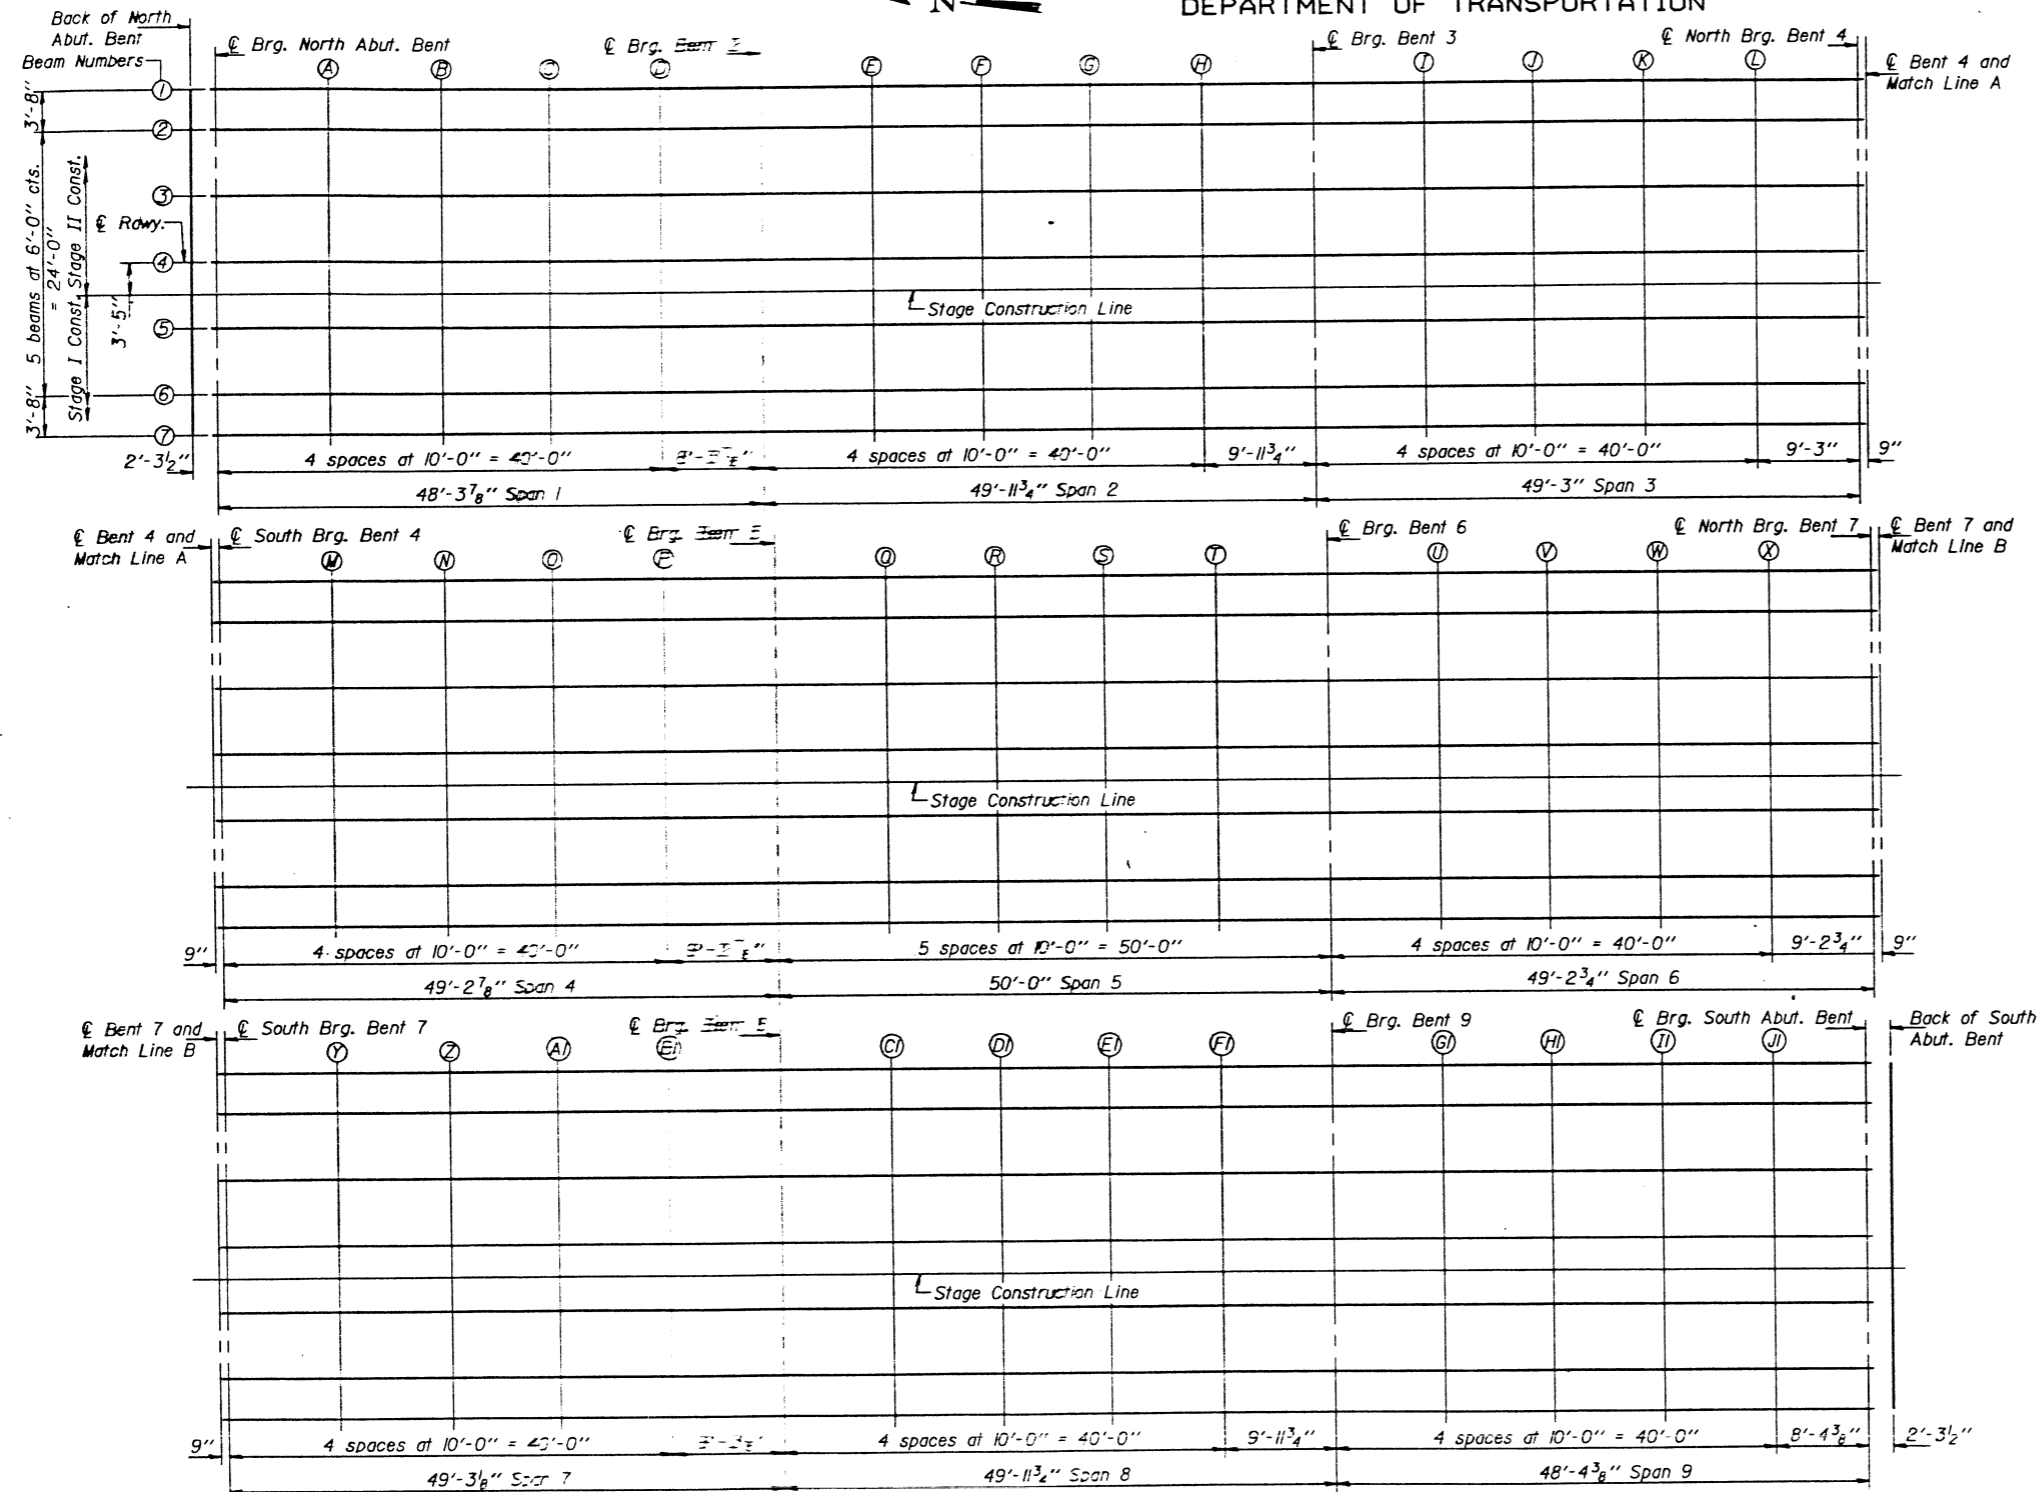 DEPARTMENT OF TRANSPORTATION
N
Back of North
Abut. Bent
Beam Numbers
℄ Brg. North Abut. Bent
℄ Brg.
℄ Brg. Bent 3
℄ North Brg. Bent 4
℄ Bent 4 and
Match Line A
A B C D E F G H I J K L
1
2
3
4
5
6
7
3'-8"
5 beams at 6'-0" cts.
= 24'-0"
3'-8"
Stage II Const.
Stage I Const.
℄ Rdwy.
3'-5"
Stage Construction Line
2'-3½"
4 spaces at 10'-0" = 40'-0"
4 spaces at 10'-0" = 40'-0"
9'-11¾"
4 spaces at 10'-0" = 40'-0"
9'-3"
9"
48'-3⅞" Span 1
49'-11¾" Span 2
49'-3" Span 3
℄ Bent 4 and
Match Line A
℄ South Brg. Bent 4
℄ Brg.
℄ Brg. Bent 6
℄ North Brg. Bent 7
℄ Bent 7 and
Match Line B
M N O P Q R S T U V W X
Stage Construction Line
9"
4 spaces at 10'-0" = 40'-0"
5 spaces at 10'-0" = 50'-0"
4 spaces at 10'-0" = 40'-0"
9'-2¾"
9"
49'-2⅞" Span 4
50'-0" Span 5
49'-2¾" Span 6
℄ Bent 7 and
Match Line B
℄ South Brg. Bent 7
℄ Brg.
℄ Brg. Bent 9
℄ Brg. South Abut. Bent
Back of South
Abut. Bent
Y Z A1 B1 C1 D1 E1 F1 G1 H1 I1 J1
Stage Construction Line
9"
4 spaces at 10'-0" = 40'-0"
4 spaces at 10'-0" = 40'-0"
9'-11¾"
4 spaces at 10'-0" = 40'-0"
8'-4⅜"
2'-3½"
49'-3⅛" Span 7
49'-11¾" Span 8
48'-4⅜" Span 9